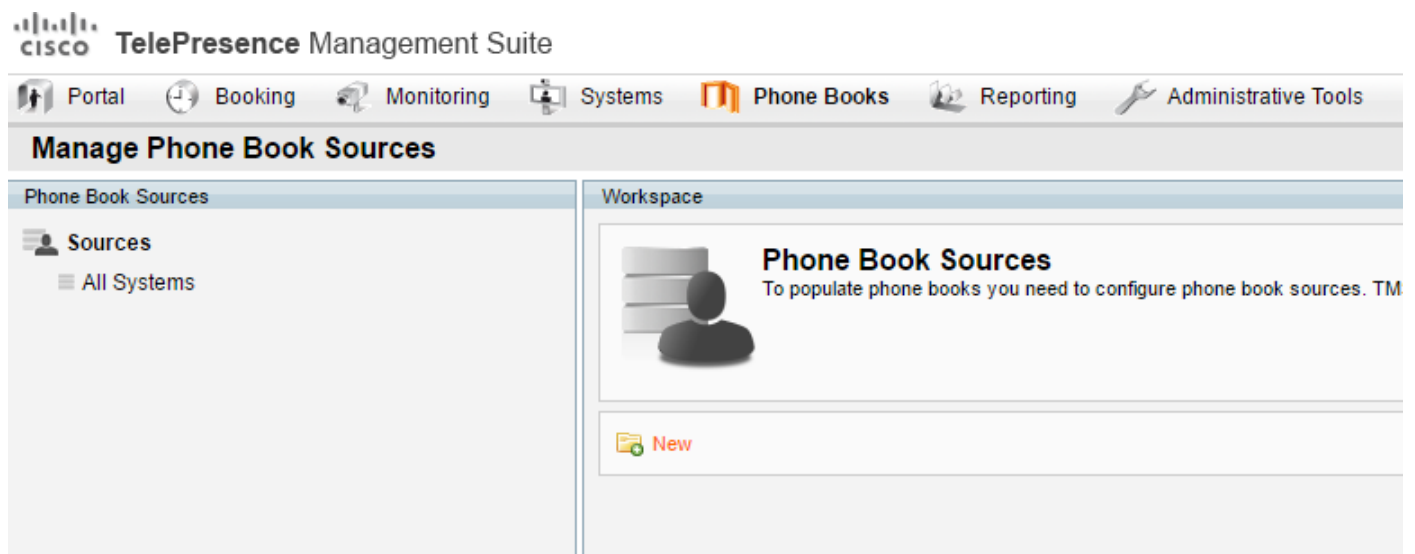 CISCO TelePresence Management Suite
Portal Booking Monitoring Systems Phone Books Reporting Administrative Tools
Manage Phone Book Sources
Phone Book Sources
Sources
All Systems
Workspace
Phone Book Sources
To populate phone books you need to configure phone book sources. TM
New